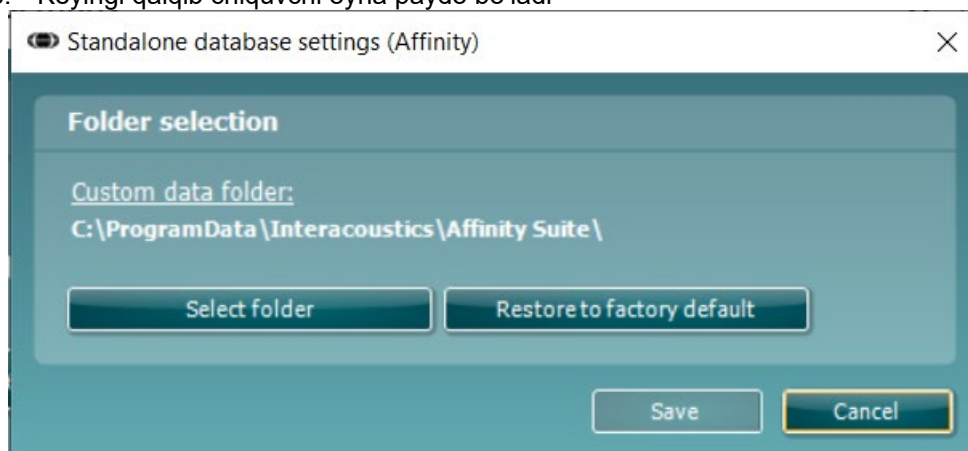 Keyingi qalqib chiquvchi oyna paydo bo'ladi
Standalone database settings (Affinity)
Folder selection
Custom data folder:
C:\ProgramData\Interacoustics\Affinity Suite\
Select folder
Restore to factory default
Save
Cancel